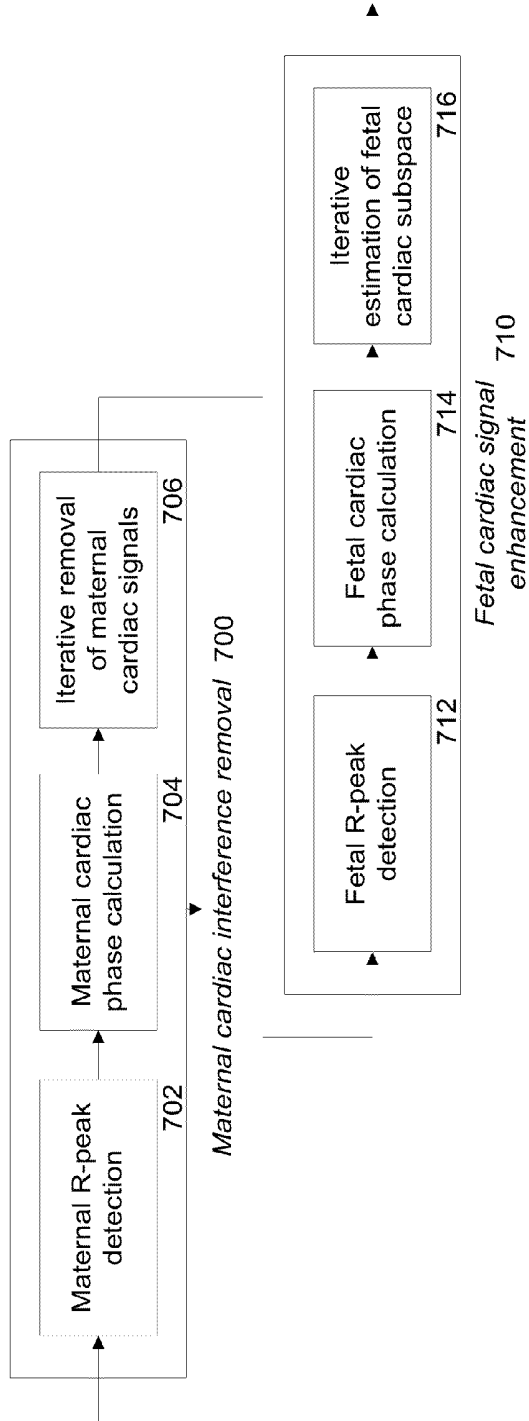 Maternal R-peak
detection
702
Maternal cardiac
phase calculation
704
Iterative removal
of maternal
cardiac signals
706
Maternal cardiac interference removal 700
Fetal R-peak
detection
712
Fetal cardiac
phase calculation
714
Iterative
estimation of fetal
cardiac subspace
716
Fetal cardiac signal
enhancement
710